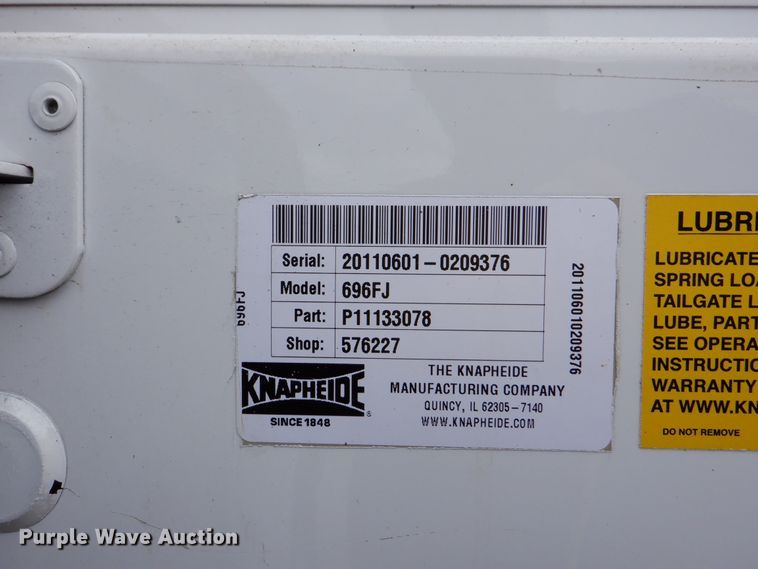 Serial: 20110601-0209376
Model: 696FJ
Part: P11133078
Shop: 576227
201106010209376
696FJ
KNAPHEIDE®
SINCE 1848
THE KNAPHEIDE
MANUFACTURING COMPANY
QUINCY, IL 62305-7140
WWW.KNAPHEIDE.COM
LUBRI
LUBRICATE
SPRING LOA
TAILGATE L
LUBE, PART
SEE OPERA
INSTRUCTIO
WARRANTY
AT WWW.KN
DO NOT REMOVE
Purple Wave Auction